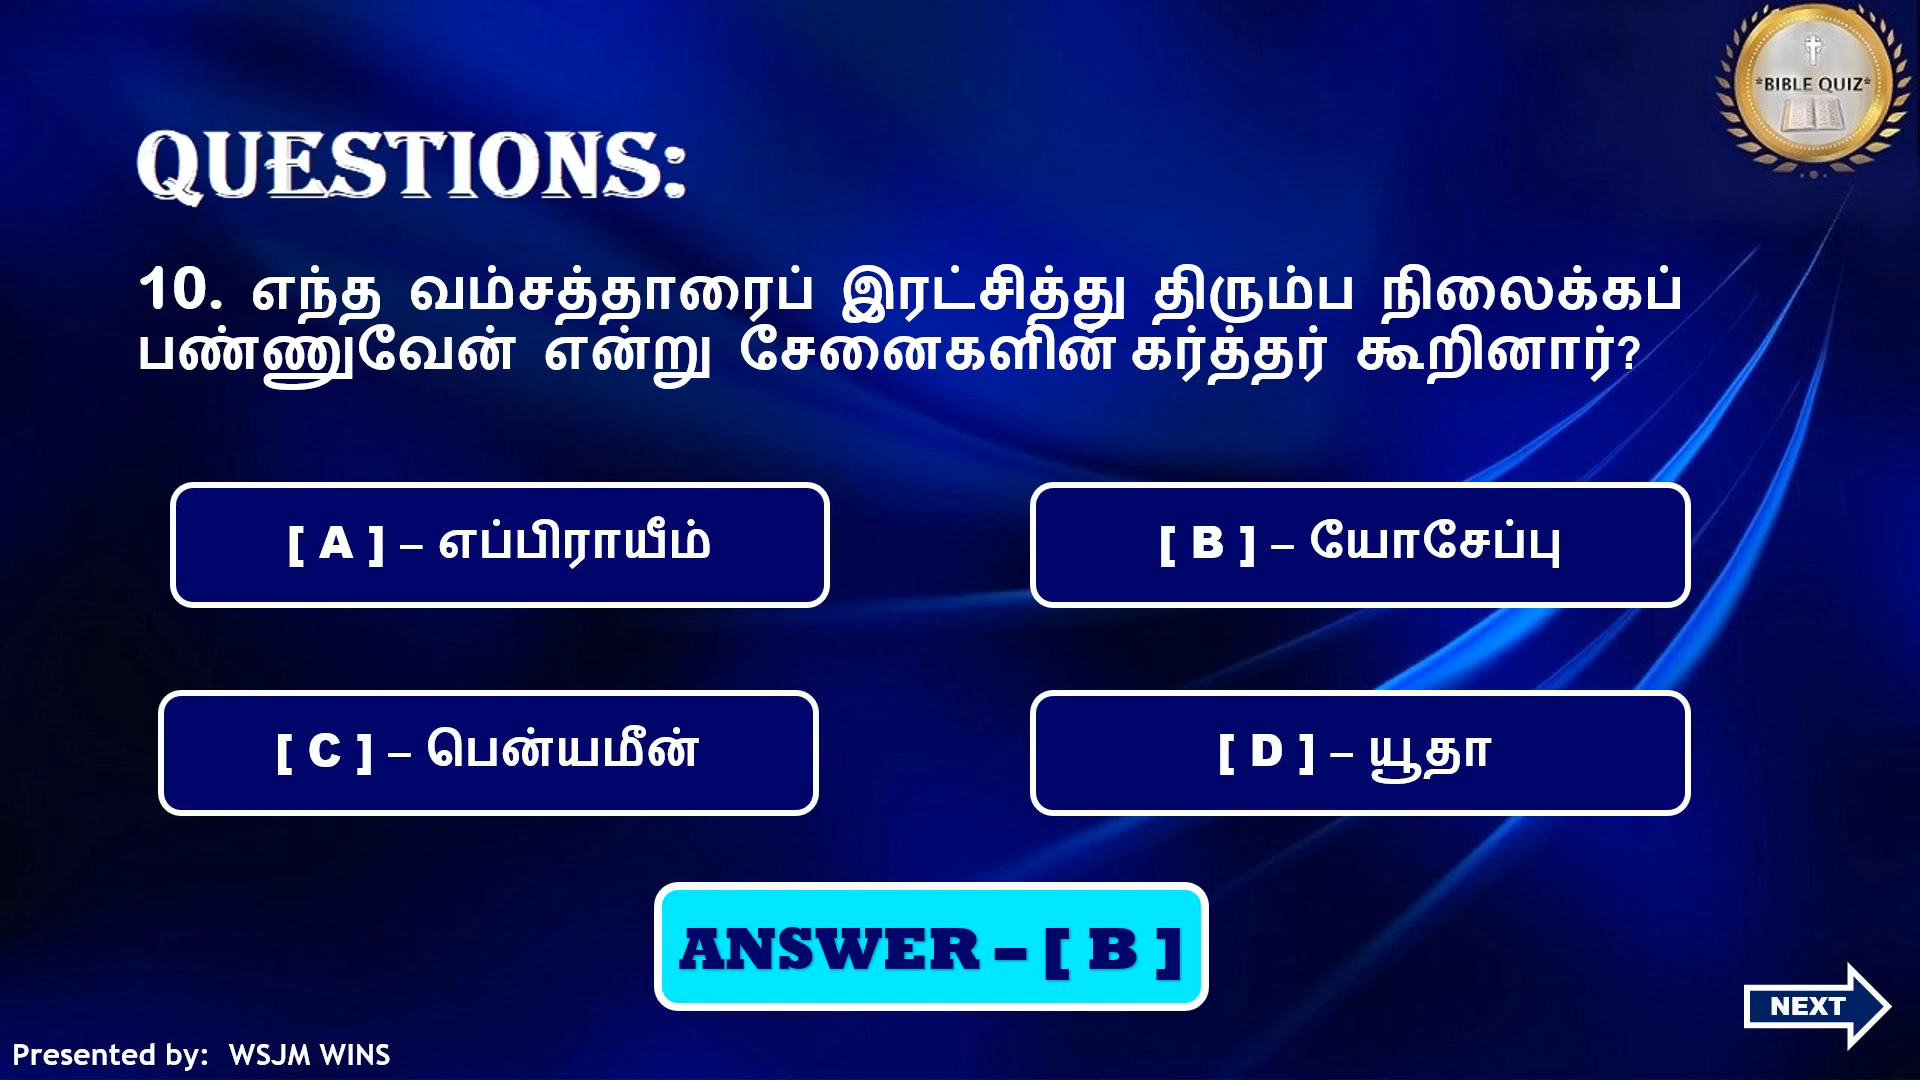 *BIBLE QUIZ*
QUESTIONS:
10. எந்த வம்சத்தாரைப் இரட்சித்து திரும்ப நிலைக்கப்
பண்ணுவேன் என்று சேனைகளின் கர்த்தர் கூறினார்?
[ A ] – எப்பிராயீம்
[ B ] – யோசேப்பு
[ C ] – பென்யமீன்
[ D ] – யூதா
ANSWER – [ B ]
NEXT
Presented by: WSJM WINS